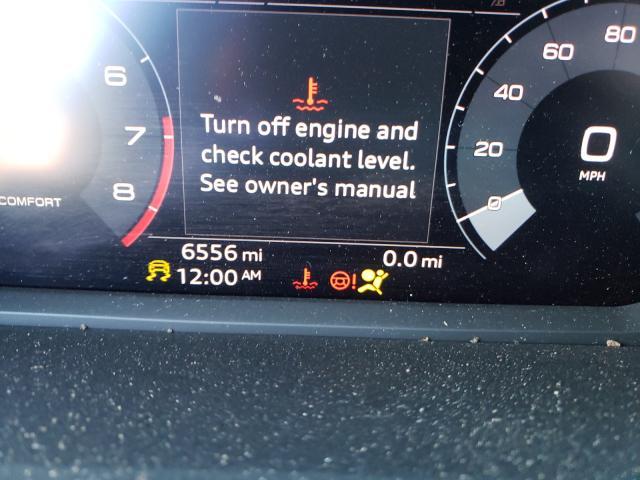 6
7
8
COMFORT
Turn off engine and
check coolant level.
See owner's manual
80
60
40
20
0
0
MPH
6556 mi
0.0 mi
12:00 AM